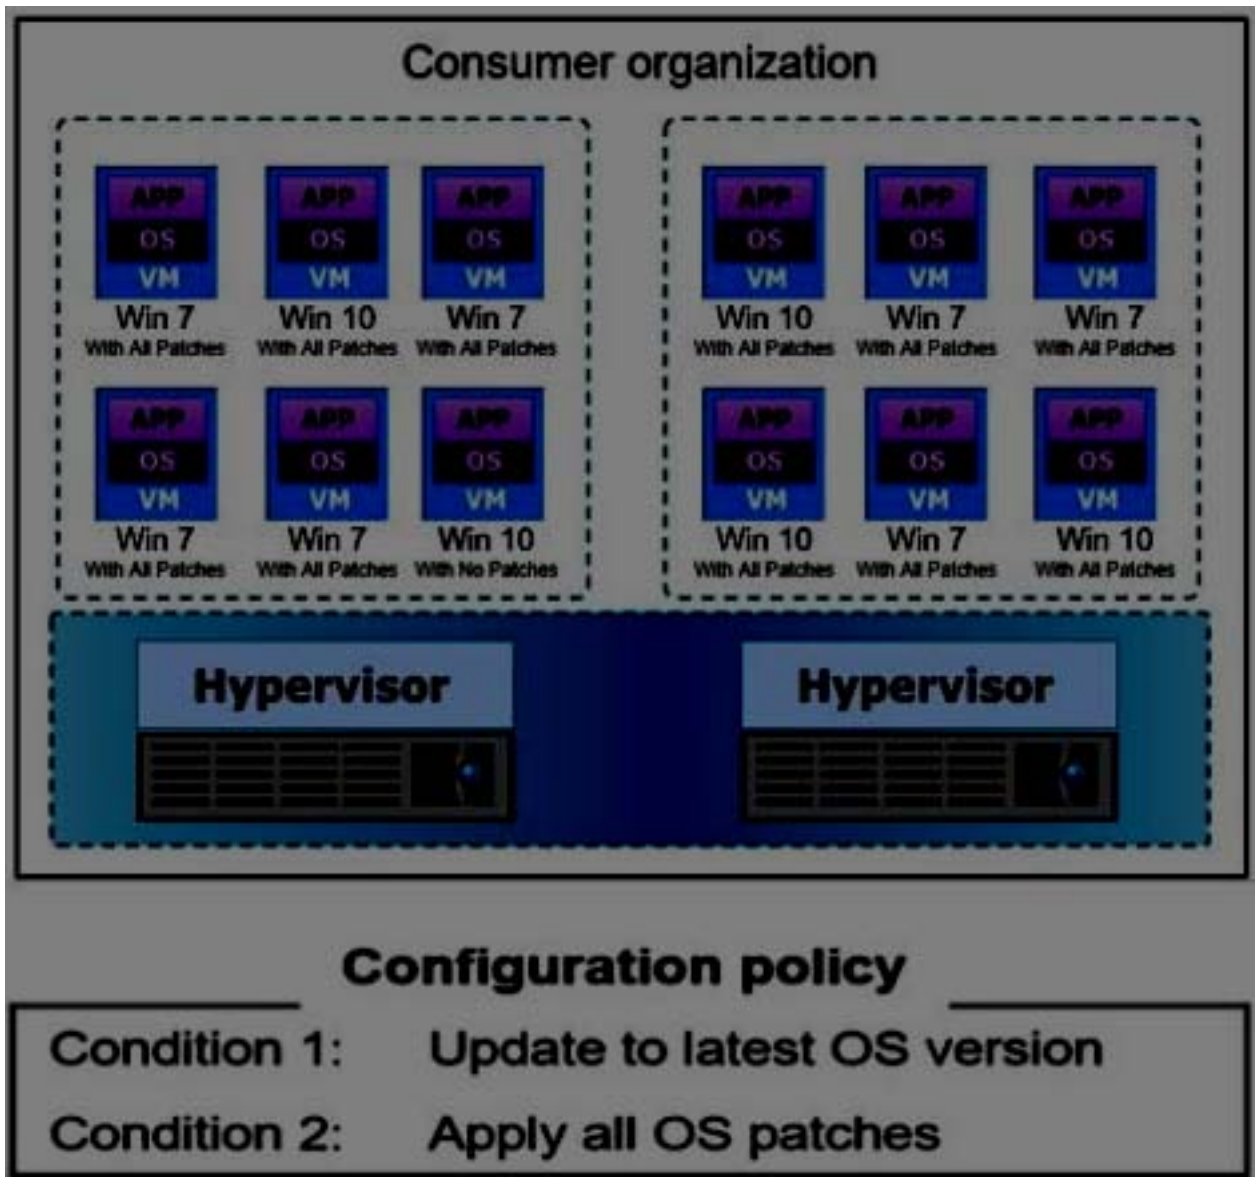 Consumer organization
APP APP APP APP APP APP
OS OS OS OS OS OS
VM VM VM VM VM VM
Win 7 Win 10 Win 7 Win 10 Win 7 Win 7
With All Patches With All Patches With All Patches With All Patches With All Patches With All Patches
APP APP APP APP APP APP
OS OS OS OS OS OS
VM VM VM VM VM VM
Win 7 Win 7 Win 10 Win 10 Win 7 Win 10
With All Patches With All Patches With No Patches With All Patches With All Patches With All Patches
Hypervisor Hypervisor
Configuration policy
Condition 1: Update to latest OS version
Condition 2: Apply all OS patches